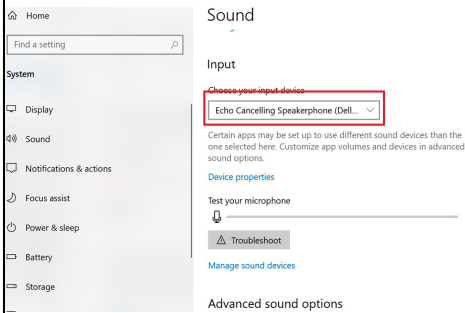 Home
Find a setting
System
Display
Sound
Notifications & actions
Focus assist
Power & sleep
Battery
Storage
Sound
Input
Choose your input device
Echo Cancelling Speakerphone (Dell...
Certain apps may be set up to use different sound devices than the
one selected here. Customize app volumes and devices in advanced
sound options.
Device properties
Test your microphone
Troubleshoot
Manage sound devices
Advanced sound options